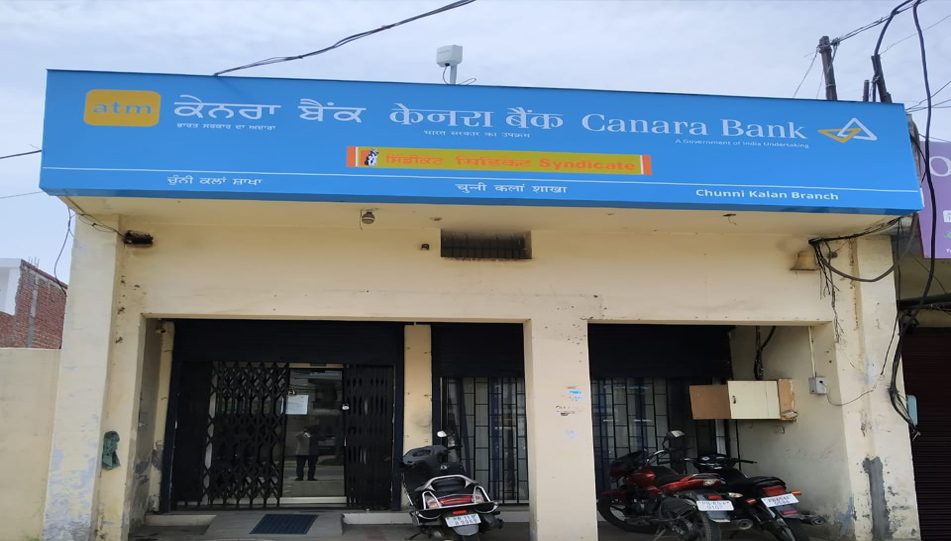 atm
ਕੇਨਰਾ ਬੈਂਕ केनरा बैंक Canara Bank
ਭਾਰਤ ਸਰਕਾਰ ਦਾ ਅਦਾਰਾ भारत सरकार का उपक्रम A Government of India Undertaking
ਸਿੰਡੀਕੇਟ सिंडिकेट Syndicate
ਚੁੰਨੀ ਕਲਾਂ ਸ਼ਾਖਾ चुन्नी कलां शाखा Chunni Kalan Branch